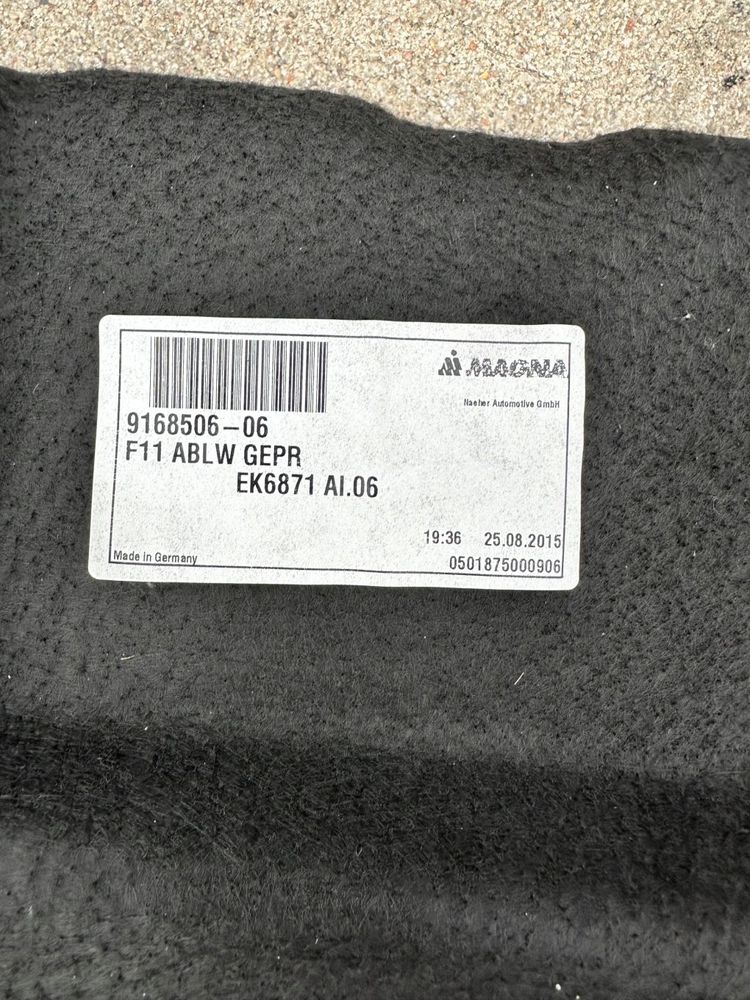 MAGNA
Naeher Automotive GmbH
9168506-06
F11 ABLW GEPR
EK6871 AI.06
19:36 25.08.2015
Made in Germany
0501875000906